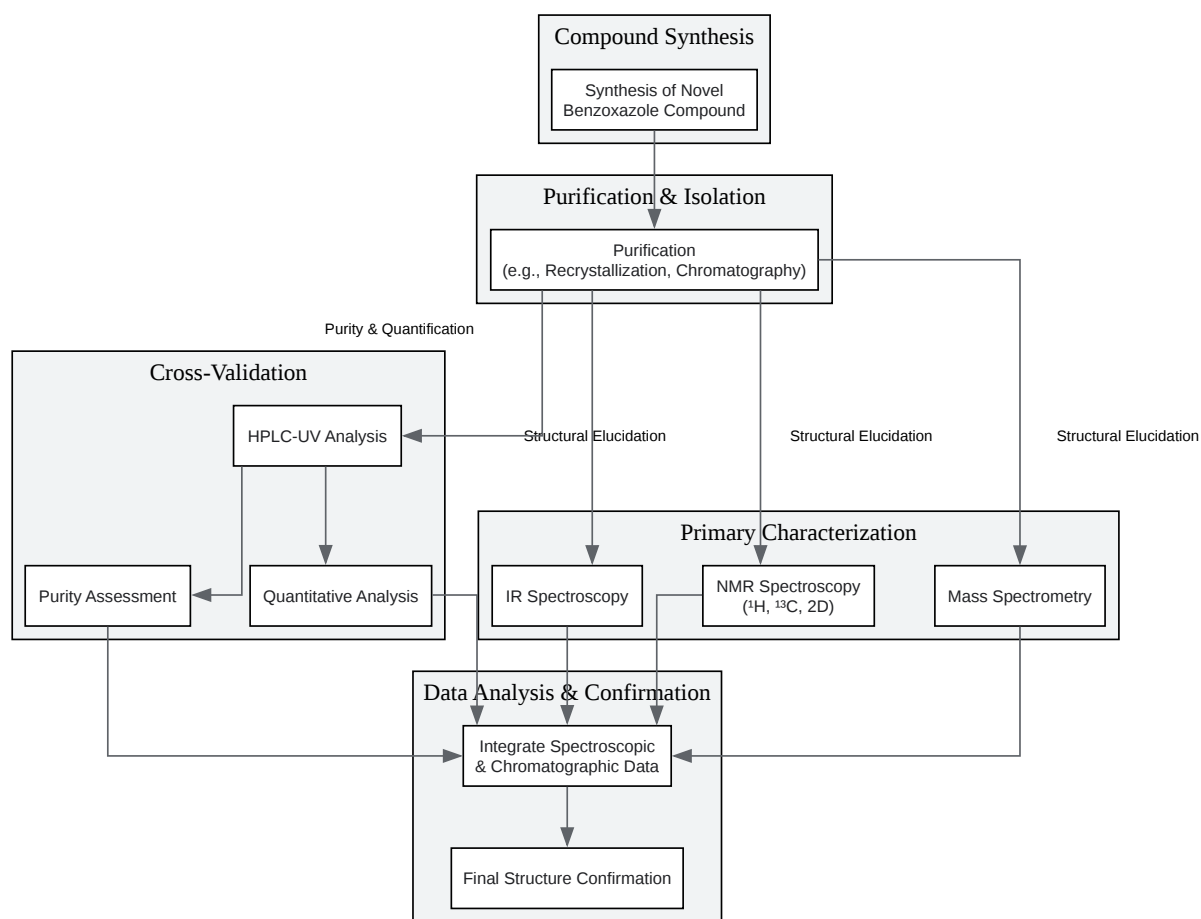 Compound Synthesis
Synthesis of Novel
Benzoxazole Compound
Purification & Isolation
Purification
(e.g., Recrystallization, Chromatography)
Purity & Quantification
Cross-Validation
HPLC-UV Analysis
Structural Elucidation
Structural Elucidation
Structural Elucidation
Primary Characterization
Purity Assessment
Quantitative Analysis
IR Spectroscopy
NMR Spectroscopy
(¹H, ¹³C, 2D)
Mass Spectrometry
Data Analysis & Confirmation
Integrate Spectroscopic
& Chromatographic Data
Final Structure Confirmation